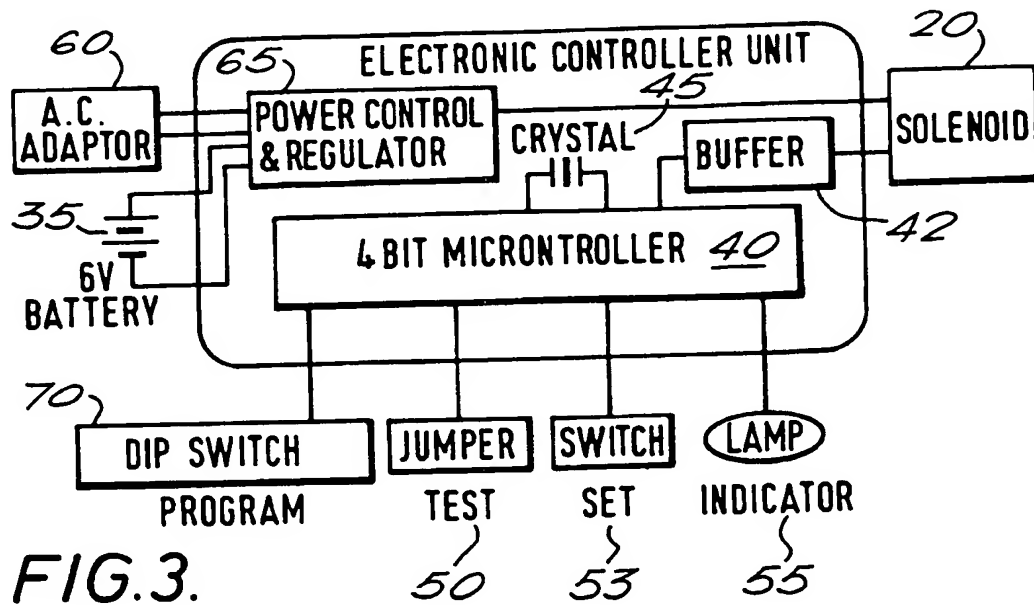 60
65
ELECTRONIC CONTROLLER UNIT
20
A.C.
ADAPTOR
POWER CONTROL
& REGULATOR
45
CRYSTAL
BUFFER
SOLENOID
35
42
4 BIT MICRONTROLLER 40
6V
BATTERY
70
DIP SWITCH
JUMPER
SWITCH
LAMP
PROGRAM
TEST
SET
INDICATOR
50
53
55
FIG.3.